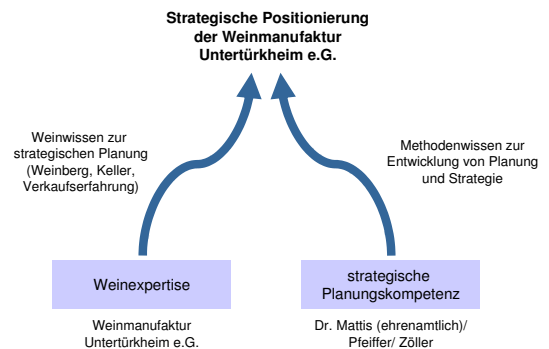 Strategische Positionierung
der Weinmanufaktur
Untertürkheim e.G.
Weinwissen zur
strategischen Planung
(Weinberg, Keller,
Verkaufserfahrung)
Methodenwissen zur
Entwicklung von Planung
und Strategie
Weinexpertise
strategische
Planungskompetenz
Weinmanufaktur
Untertürkheim e.G.
Dr. Mattis (ehrenamtlich)/
Pfeiffer/ Zöller